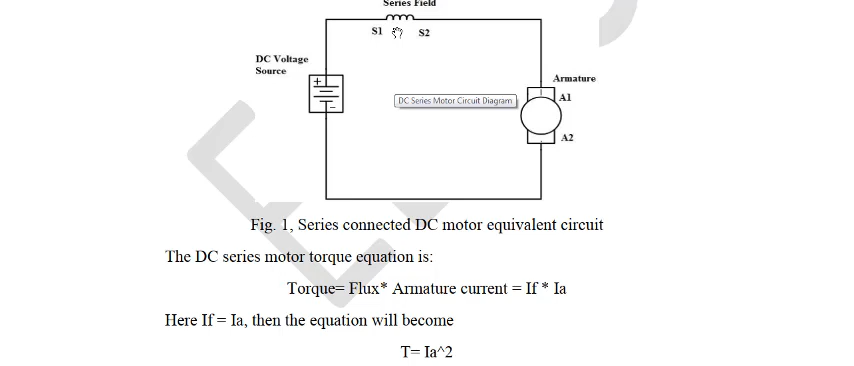 Series Field
S1 S2
DC Voltage
Source
+
-
Armature
DC Series Motor Circuit Diagram
A1
A2
Fig. 1, Series connected DC motor equivalent circuit
The DC series motor torque equation is:
Torque= Flux* Armature current = If * Ia
Here If = Ia, then the equation will become
T= Ia^2